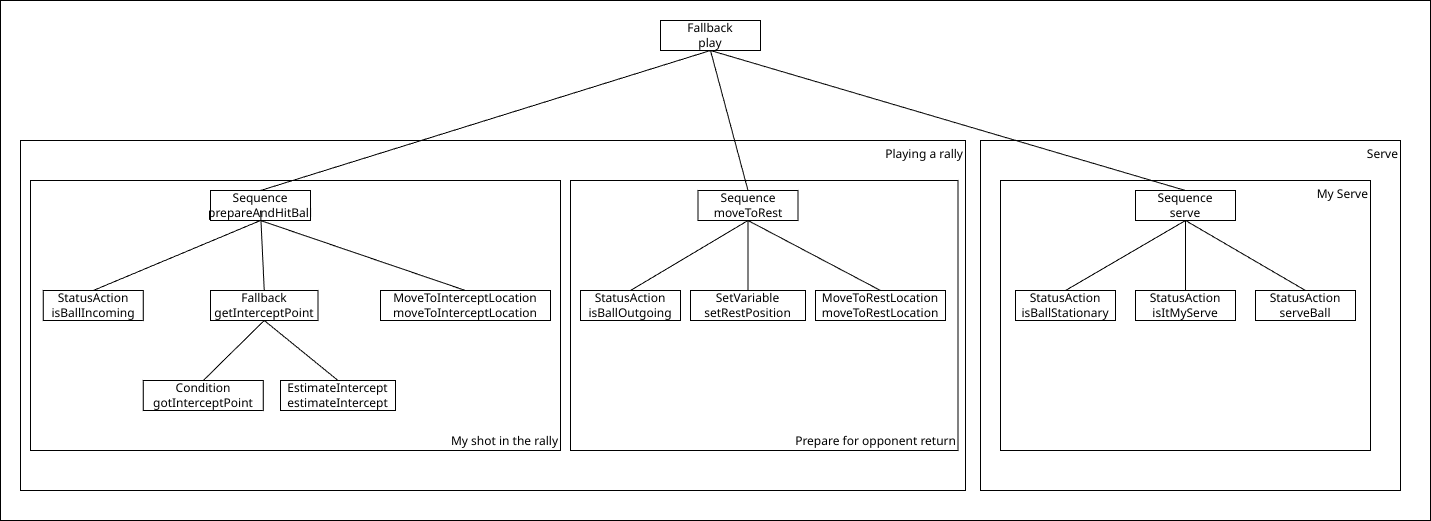 Fallback
play
Playing a rally
Serve
Sequence
prepareAndHitBal
Sequence
moveToRest
My Serve
Sequence
serve
StatusAction
isBallIncoming
Fallback
getInterceptPoint
MoveToInterceptLocation
moveToInterceptLocation
StatusAction
isBallOutgoing
SetVariable
setRestPosition
MoveToRestLocation
moveToRestLocation
StatusAction
isBallStationary
StatusAction
isItMyServe
StatusAction
serveBall
Condition
gotInterceptPoint
EstimateIntercept
estimateIntercept
My shot in the rally
Prepare for opponent return